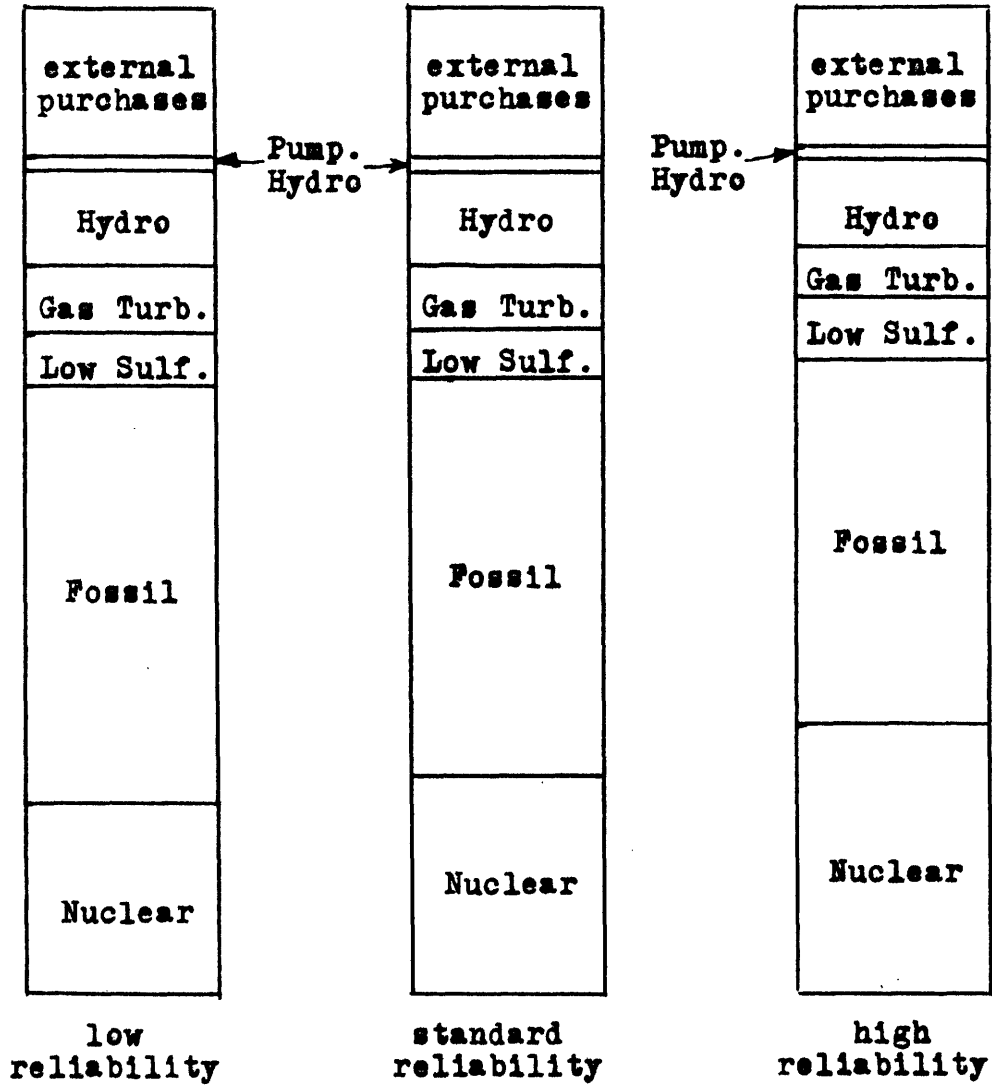 external
purchases
Hydro
Gas Turb.
Low Sulf.
Fossil
Nuclear
low
reliability
Pump.
Hydro
external
purchases
Hydro
Gas Turb.
Low Sulf.
Fossil
Nuclear
standard
reliability
Pump.
Hydro
external
purchases
Hydro
Gas Turb.
Low Sulf.
Fossil
Nuclear
high
reliability